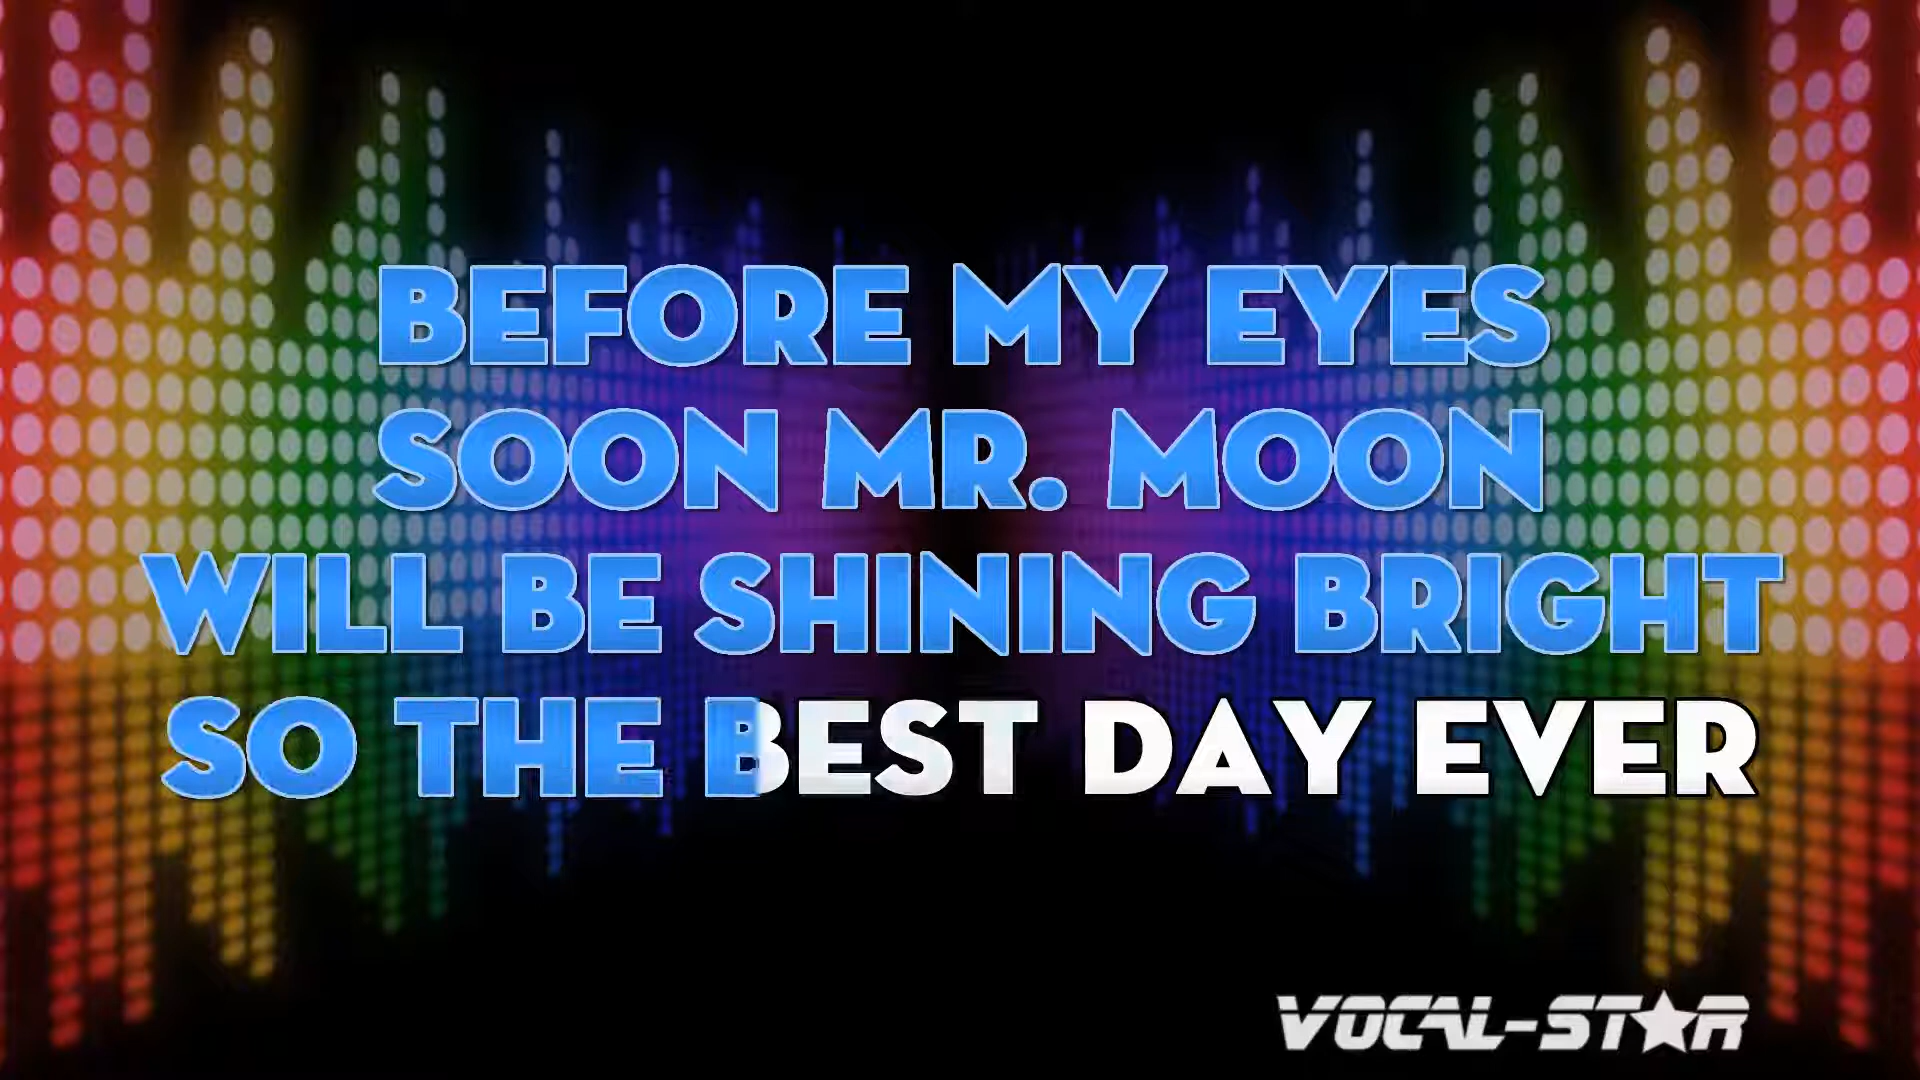 BEFORE MY EYES
SOON MR. MOON
WILL BE SHINING BRIGHT
SO THE BEST DAY EVER
VOCAL-STAR